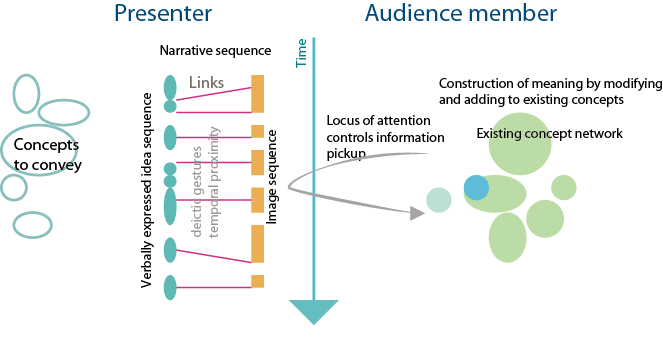 Presenter
Audience member
Narrative sequence
Time
Links
Concepts
to convey
Verbally expressed idea sequence
deictic gestures
temporal proximity
Image sequence
Locus of attention
controls information
pickup
Construction of meaning by modifying
and adding to existing concepts
Existing concept network